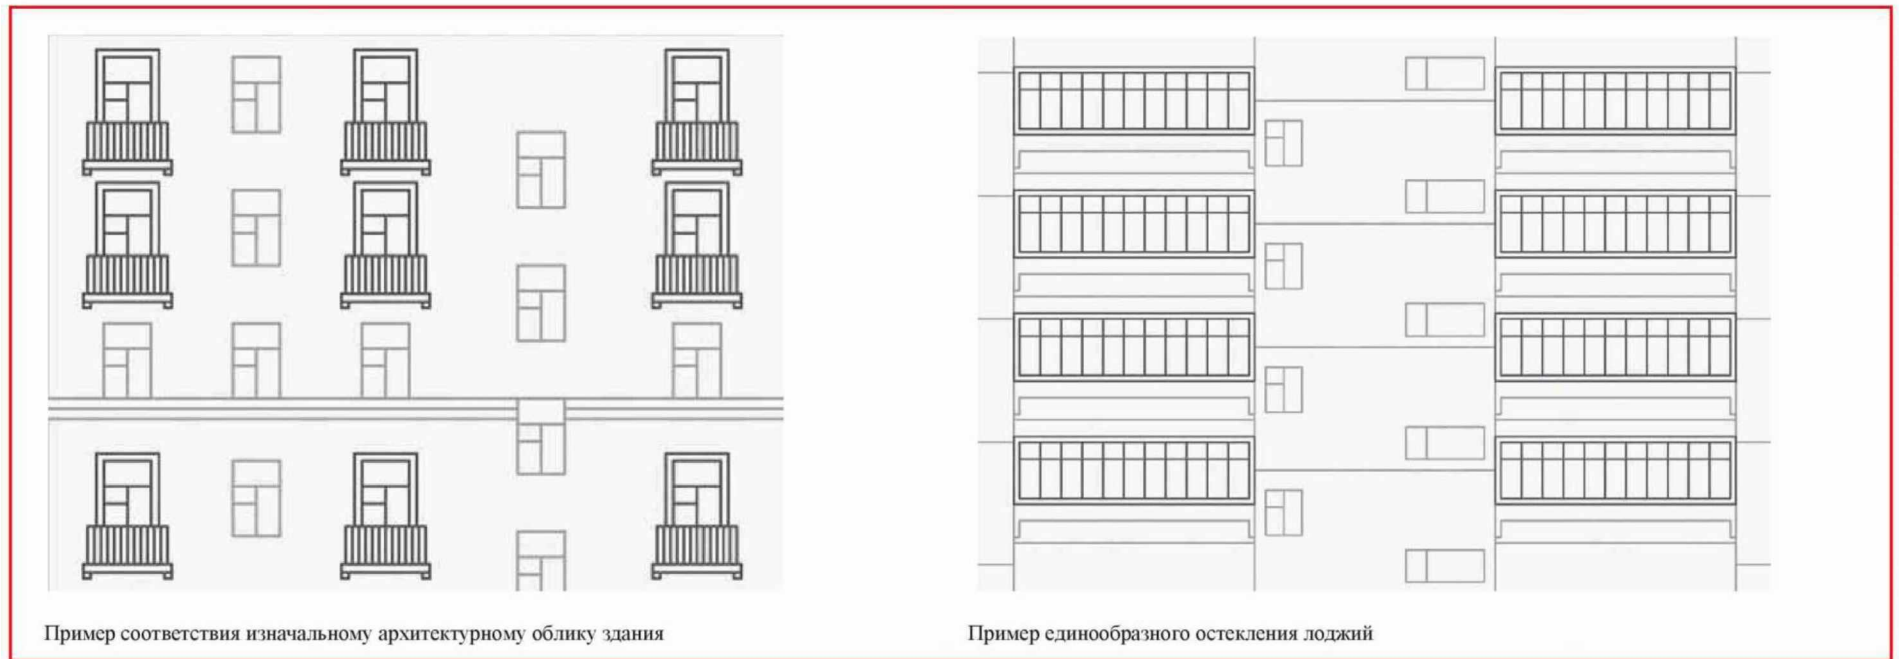 Пример соответствия изначальному архитектурному облику здания
Пример единообразного остекления лоджий